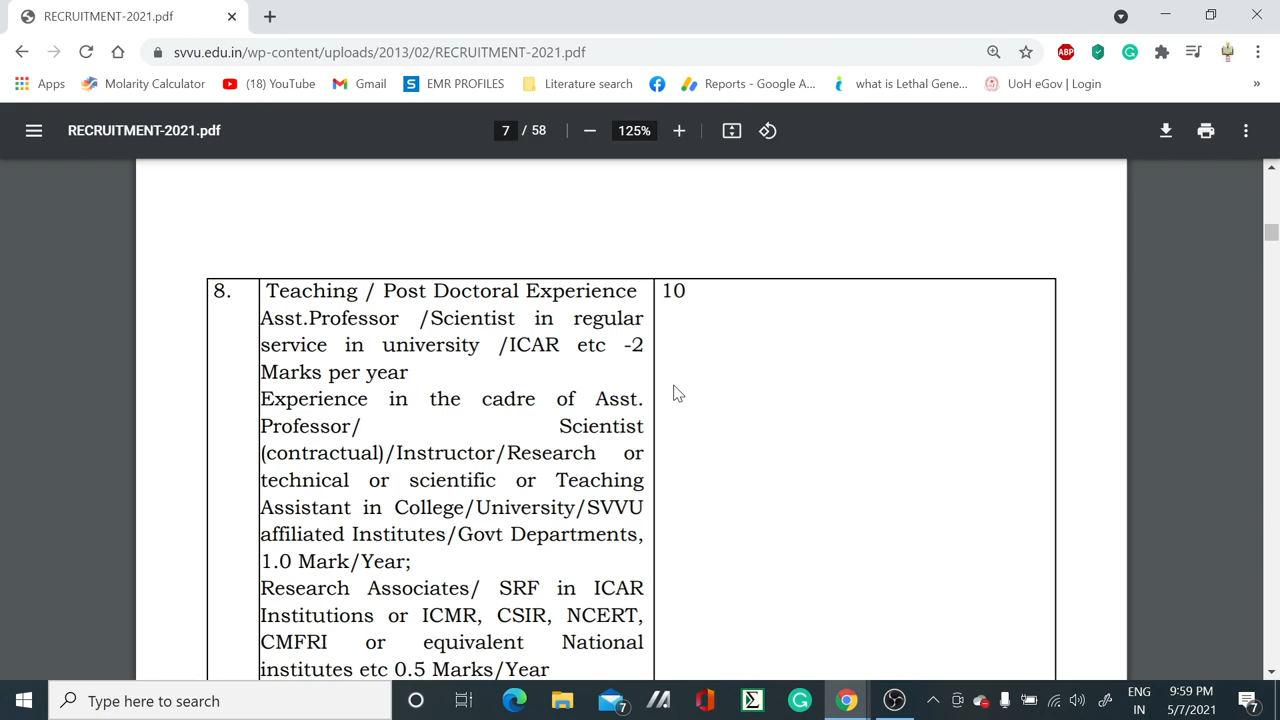 RECRUITMENT-2021.pdf
svvu.edu.in/wp-content/uploads/2013/02/RECRUITMENT-2021.pdf
ABP
Apps Molarity Calculator (18) YouTube Gmail S EMR PROFILES Literature search Reports - Google A... what is Lethal Gene... UoH eGov | Login »
RECRUITMENT-2021.pdf 7 / 58 125%
8. Teaching / Post Doctoral Experience 10
Asst.Professor /Scientist in regular
service in university /ICAR etc -2
Marks per year
Experience in the cadre of Asst.
Professor/ Scientist
(contractual)/Instructor/Research or
technical or scientific or Teaching
Assistant in College/University/SVVU
affiliated Institutes/Govt Departments,
1.0 Mark/Year;
Research Associates/ SRF in ICAR
Institutions or ICMR, CSIR, NCERT,
CMFRI or equivalent National
institutes etc 0.5 Marks/Year
Type here to search
7
ENG
IN
9:59 PM
5/7/2021
7